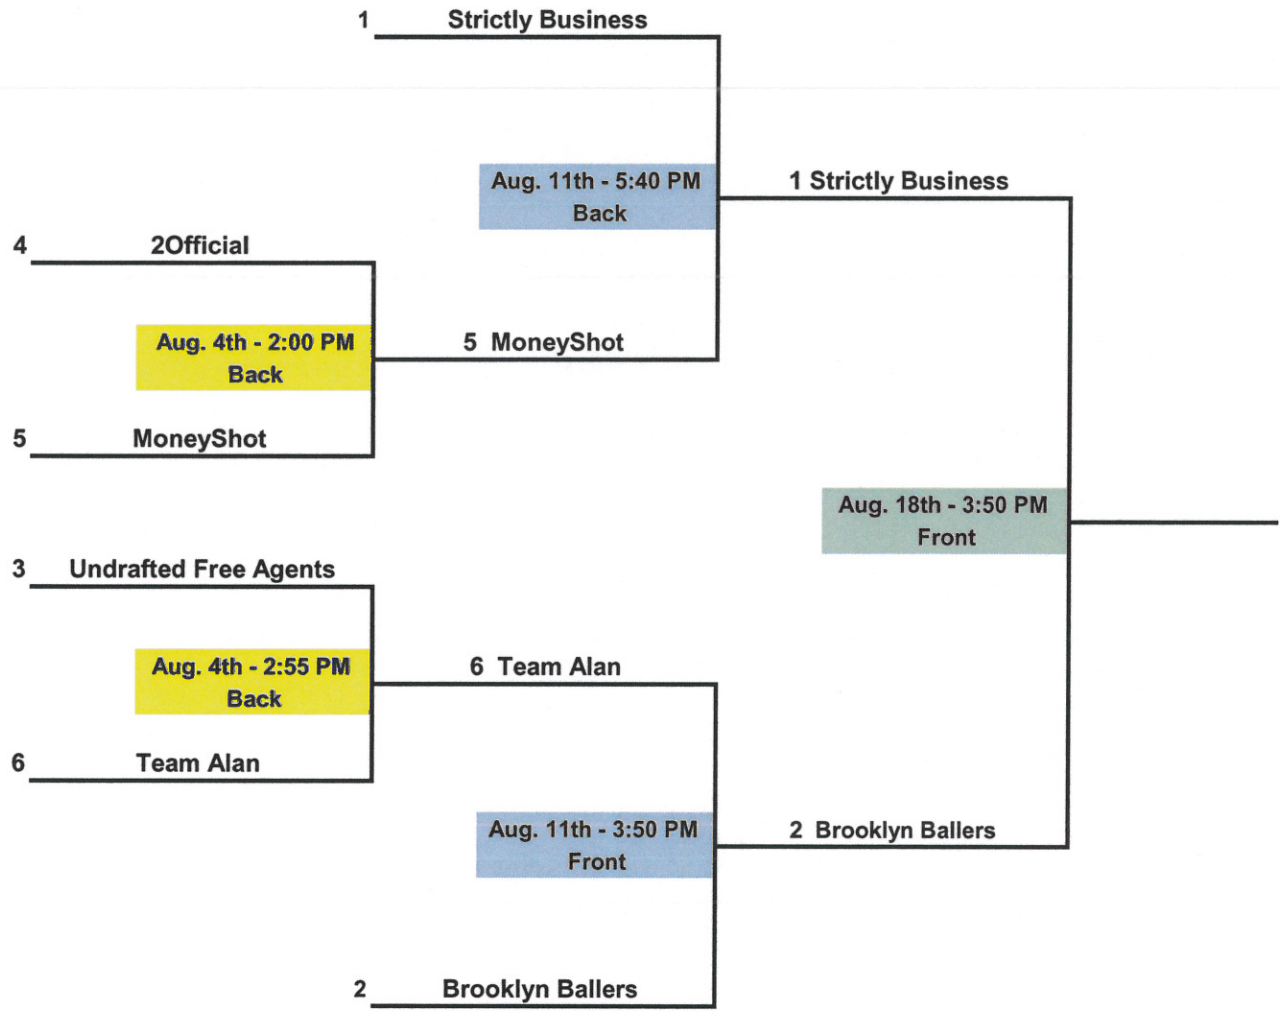 1 Strictly Business
Aug. 11th - 5:40 PM
Back
1 Strictly Business
4 2Official
Aug. 4th - 2:00 PM
Back
5 MoneyShot
5 MoneyShot
Aug. 18th - 3:50 PM
Front
3 Undrafted Free Agents
Aug. 4th - 2:55 PM
Back
6 Team Alan
6 Team Alan
Aug. 11th - 3:50 PM
Front
2 Brooklyn Ballers
2 Brooklyn Ballers